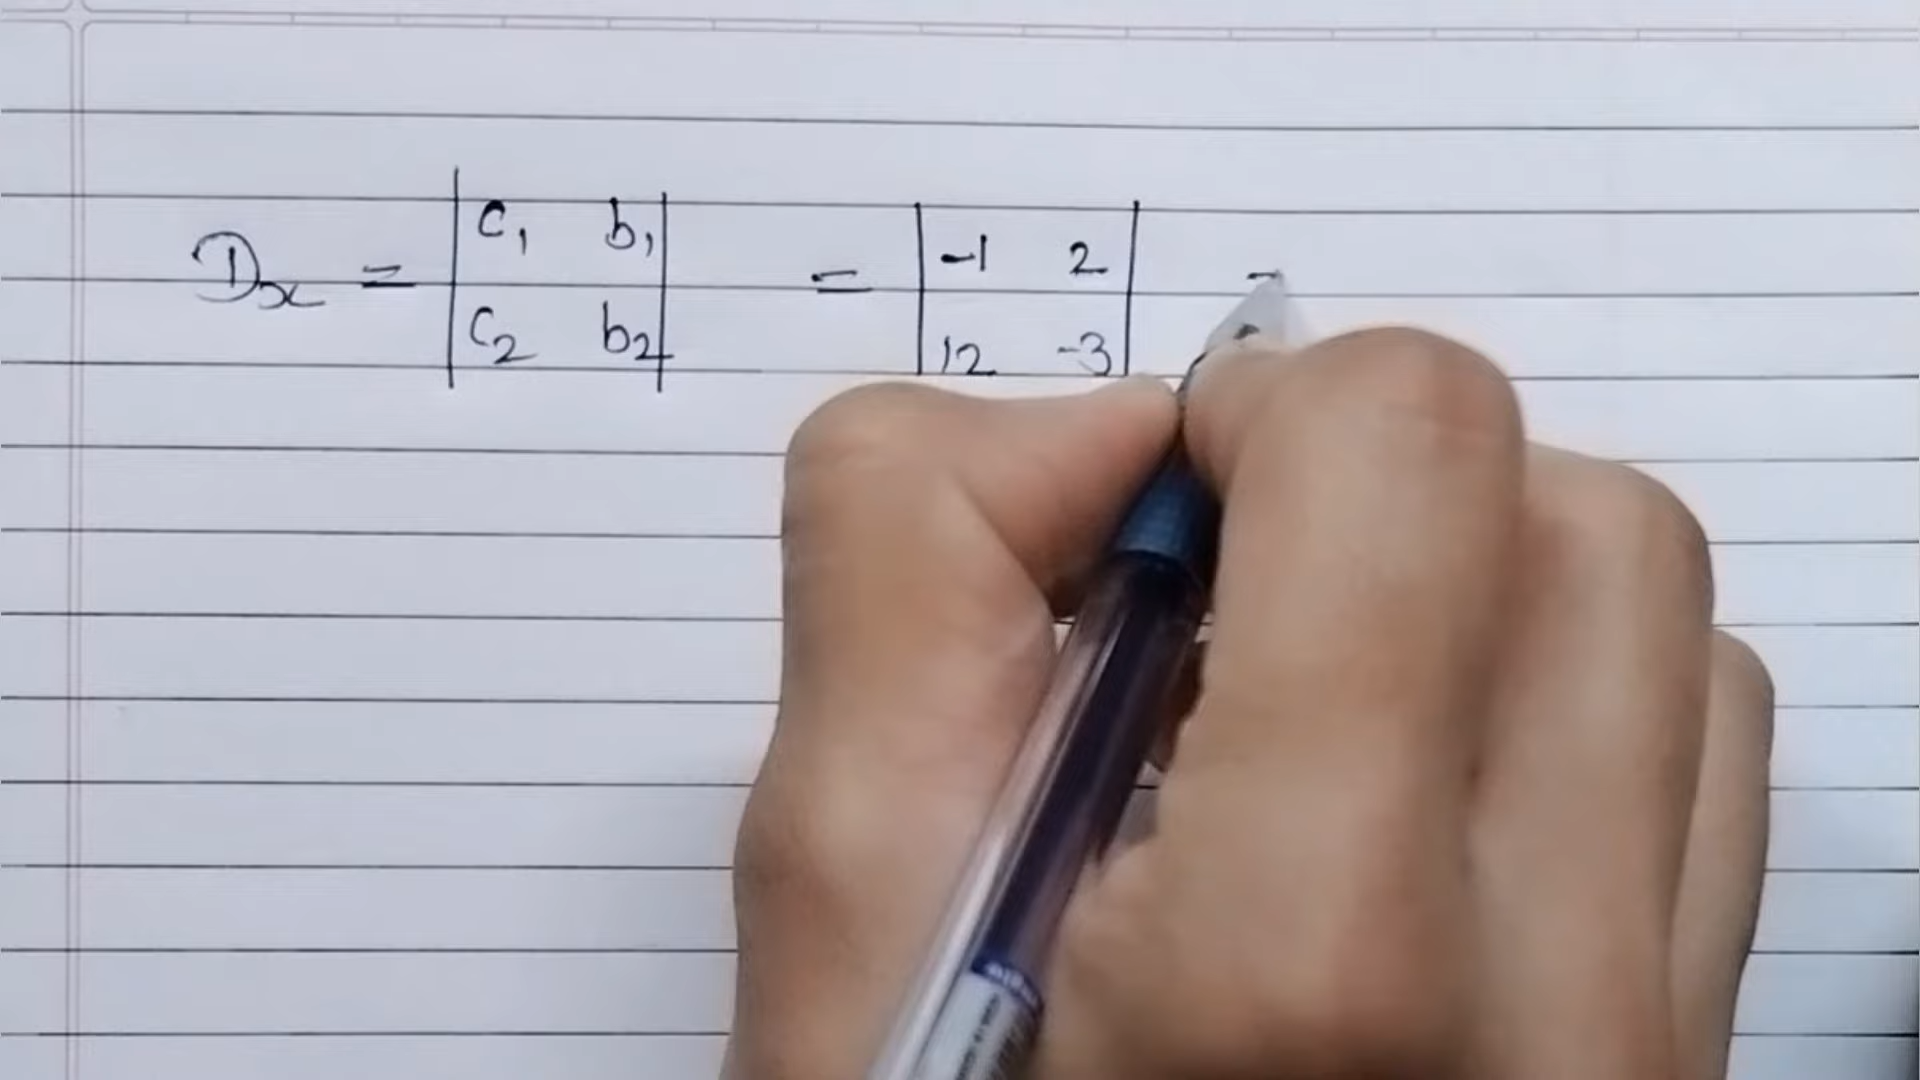 Dx = | c₁ b₁ | = | -1 2 | -
| c₂ b₂ | | 12 -3 |